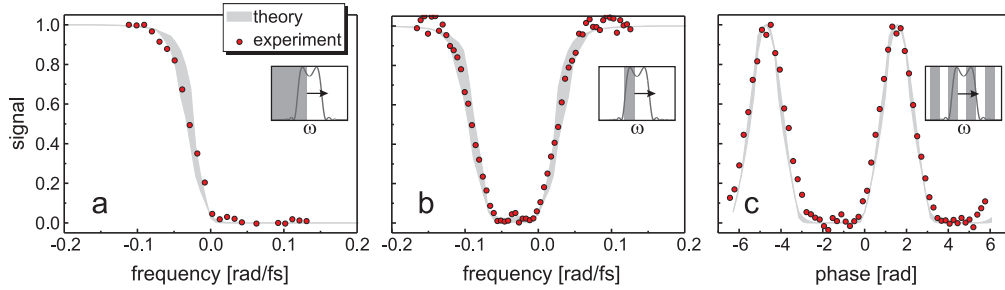 theory
experiment
signal
1.0
0.8
0.6
0.4
0.2
0.0
a
ω
-0.2
-0.1
0.0
0.1
0.2
frequency [rad/fs]
b
ω
-0.2
-0.1
0.0
0.1
0.2
frequency [rad/fs]
c
ω
-6
-4
-2
0
2
4
6
phase [rad]